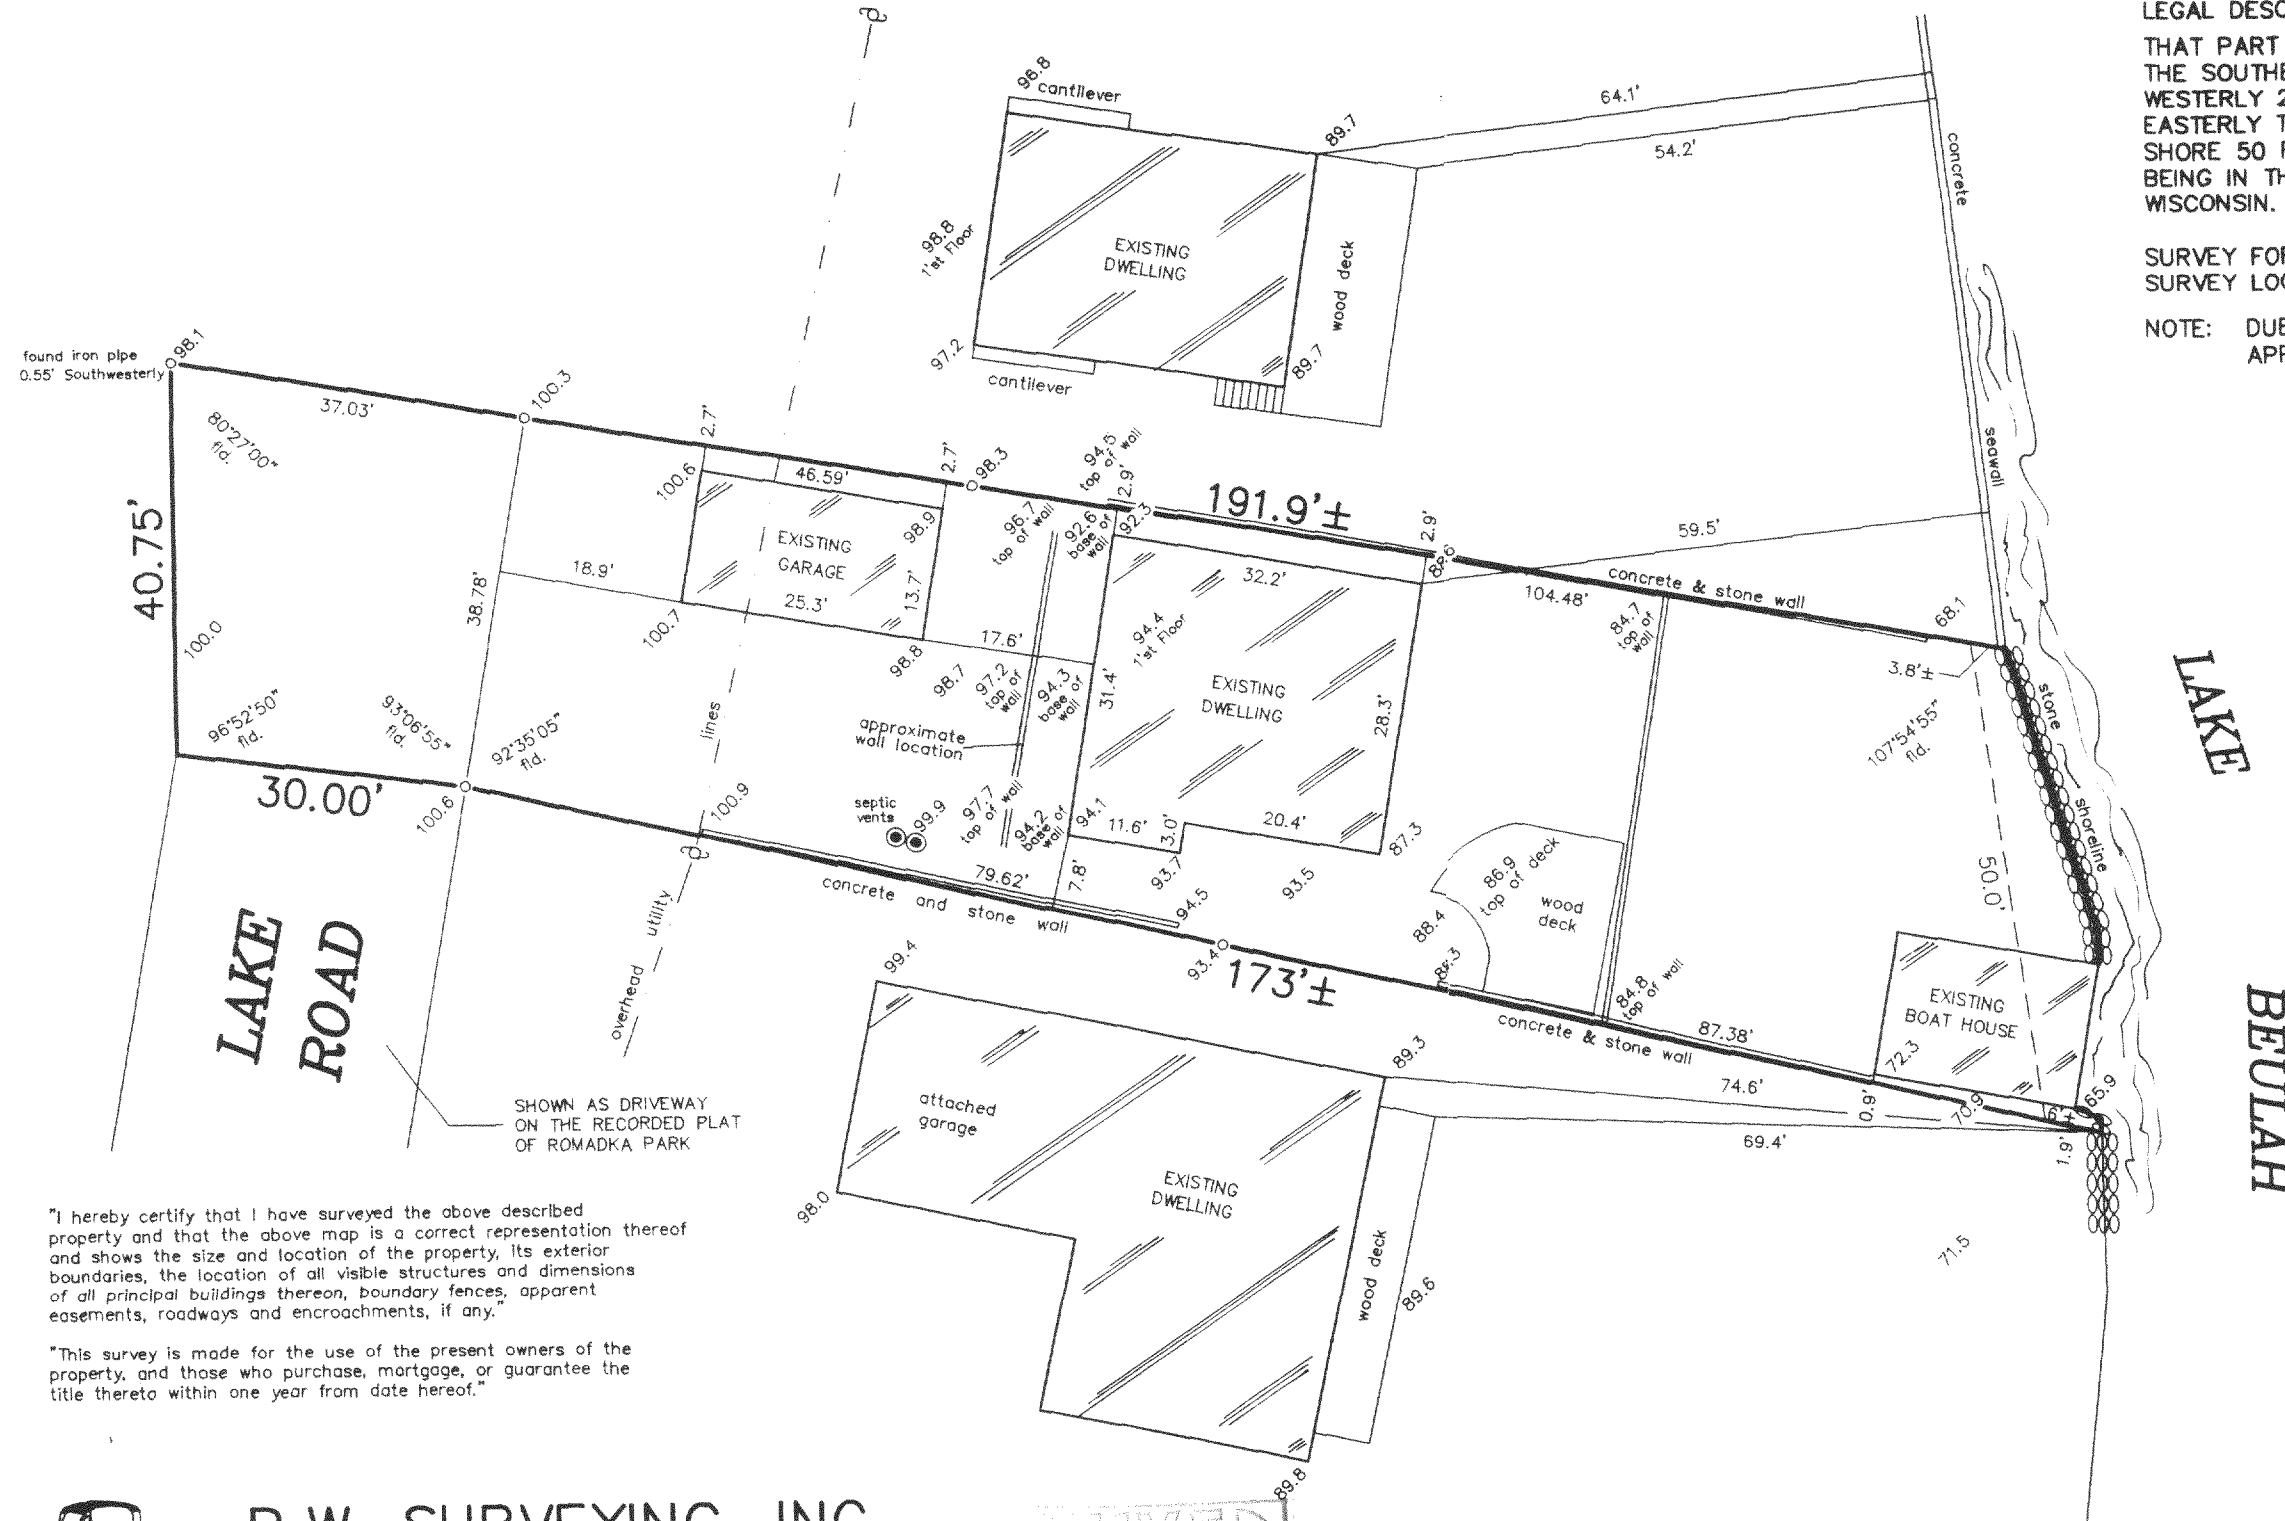 LEGAL
THAT PART
THE
WESTERLY
EASTERLY
SHORE 50
BEING IN
WISCONSIN.
SURVEY
SURVEY
NOTE:
96.8
cantilever
89.7
64.1'
54.2'
concrete
98.8
1'st Floor
EXISTING
DWELLING
wood deck
97.2
cantilever
89.7
found iron pipe
0.55' Southwesterly
98.1
37.03'
100.3
80°27'00"
fld.
2.7'
100.6
46.59'
2.7'
98.3
94.5
top of wall
2.9'
191.9'±
2.9'
59.5'
seawall
40.75'
38.78'
18.9'
EXISTING
GARAGE
98.9
13.7'
25.3'
96.7
top of wall
92.6
base of
wall
92.3
32.2'
88.6
concrete & stone wall
104.48'
84.7
top of
wall
68.1
3.8'±
100.0
100.7
98.8
17.6'
98.7
97.2
top of
wall
94.3
base of
wall
31.4'
94.4
1'st Floor
EXISTING
DWELLING
28.3'
107°54'55"
fld.
stone
shoreline
LAKE
96°52'50"
fld.
93°06'55"
fld.
92°35'05"
fld.
lines
approximate
wall location
30.00'
100.6
100.9
septic
vents
99.9
97.7
top of wall
94.2
base of
wall
94.1
11.6'
3.0'
20.4'
87.3
79.62'
7.8'
93.7
93.5
94.5
concrete and stone wall
86.9
top of deck
wood
deck
88.4
50.0'
LAKE
ROAD
overhead utility
99.4
93.4
173'±
84.8
top of wall
concrete & stone wall
87.38'
EXISTING
BOAT HOUSE
72.3
BEULAH
SHOWN AS DRIVEWAY
ON THE RECORDED PLAT
OF ROMADKA PARK
attached
garage
89.3
74.6'
0.9'
70.9
65.9
69.4'
1.9'
98.0
EXISTING
DWELLING
wood deck
89.6
71.5
89.8
"I hereby certify that I have surveyed the above described
property and that the above map is a correct representation thereof
and shows the size and location of the property, its exterior
boundaries, the location of all visible structures and dimensions
of all principal buildings thereon, boundary fences, apparent
easements, roadways and encroachments, if any."
"This survey is made for the use of the present owners of the
property, and those who purchase, mortgage, or guarantee the
title thereto within one year from date hereof."
SURVEYING INC